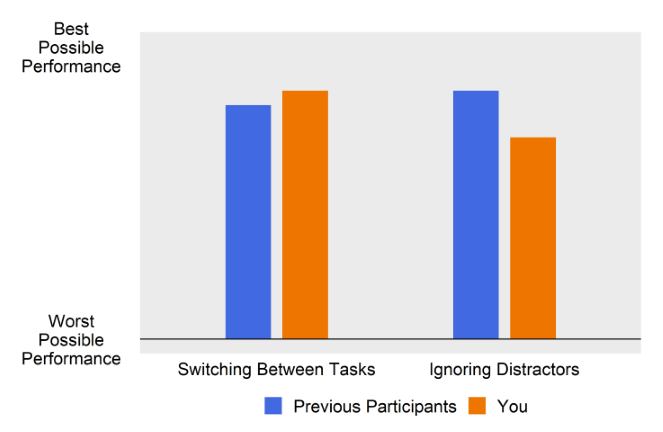 Best
Possible
Performance
Worst
Possible
Performance
Switching Between Tasks
Ignoring Distractors
Previous Participants
You